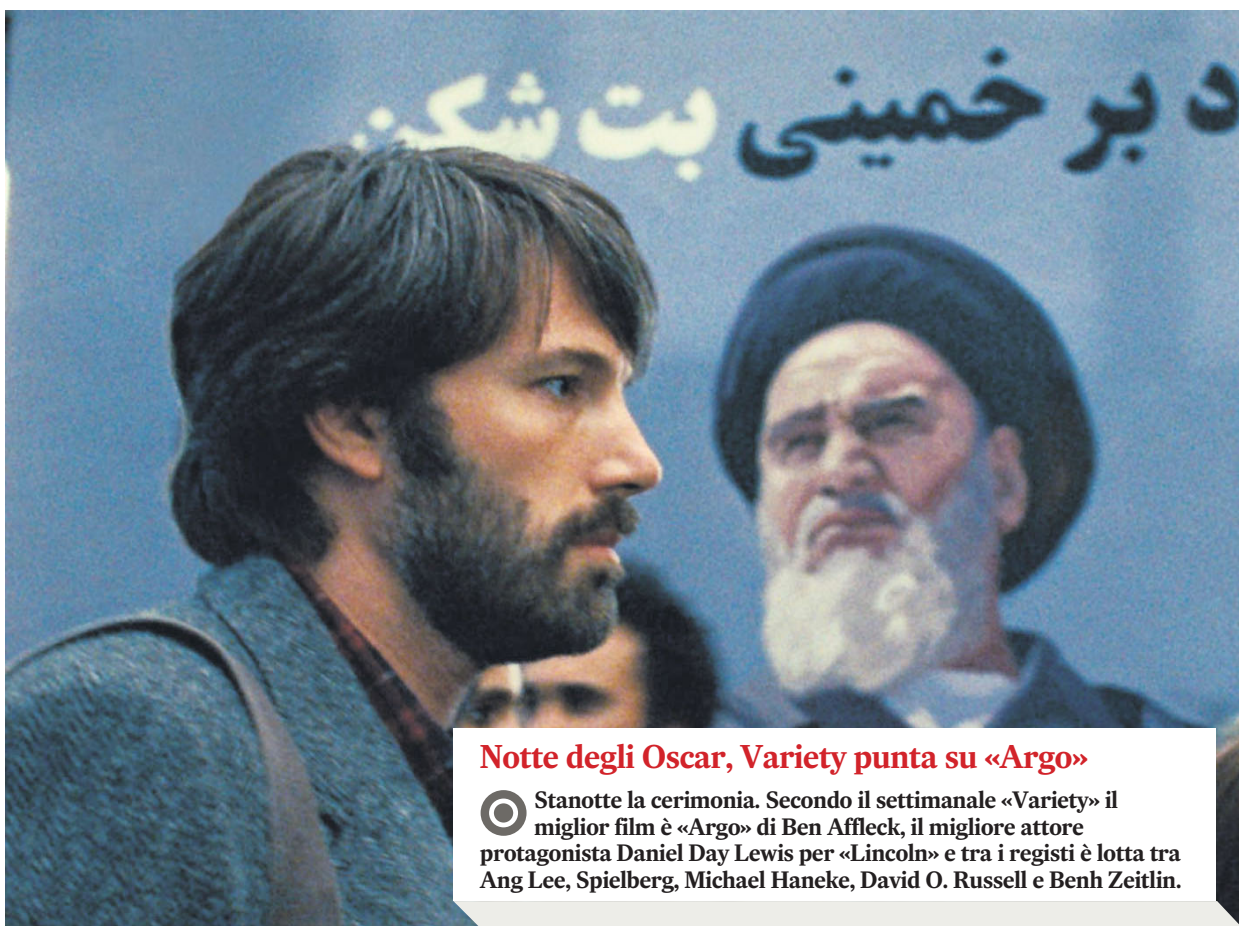 د بر خمینی بت شکن
Notte degli Oscar, Variety punta su «Argo»
Stanotte la cerimonia. Secondo il settimanale «Variety» il
miglior film è «Argo» di Ben Affleck, il migliore attore
protagonista Daniel Day Lewis per «Lincoln» e tra i registi è lotta tra
Ang Lee, Spielberg, Michael Haneke, David O. Russell e Benh Zeitlin.